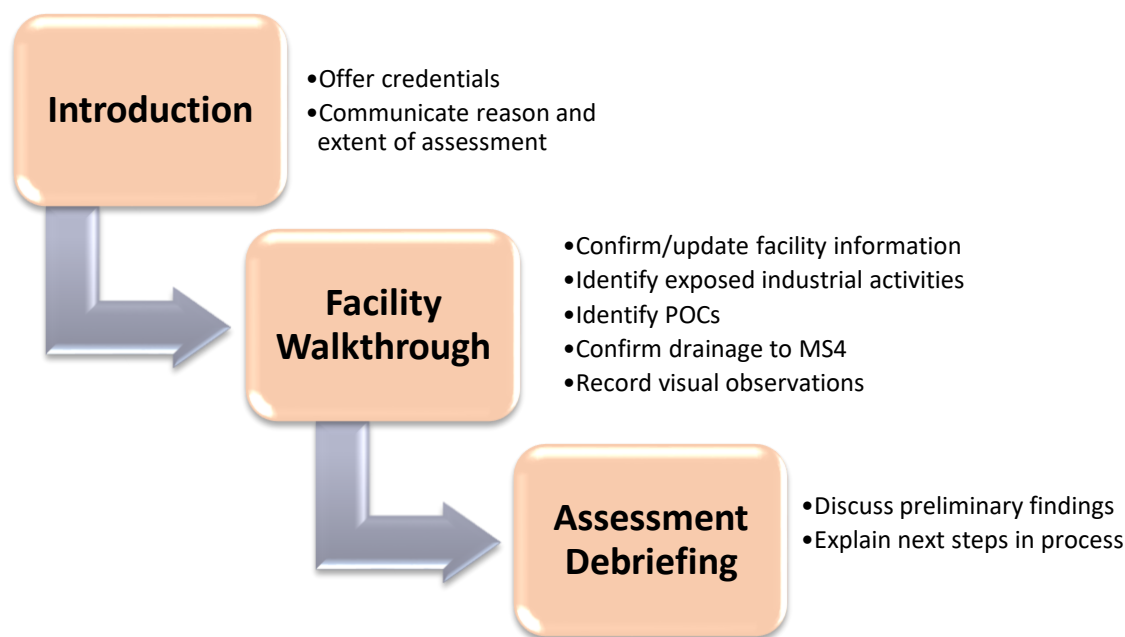 Introduction
•Offer credentials
•Communicate reason and
extent of assessment
Facility
Walkthrough
•Confirm/update facility information
•Identify exposed industrial activities
•Identify POCs
•Confirm drainage to MS4
•Record visual observations
Assessment
Debriefing
•Discuss preliminary findings
•Explain next steps in process